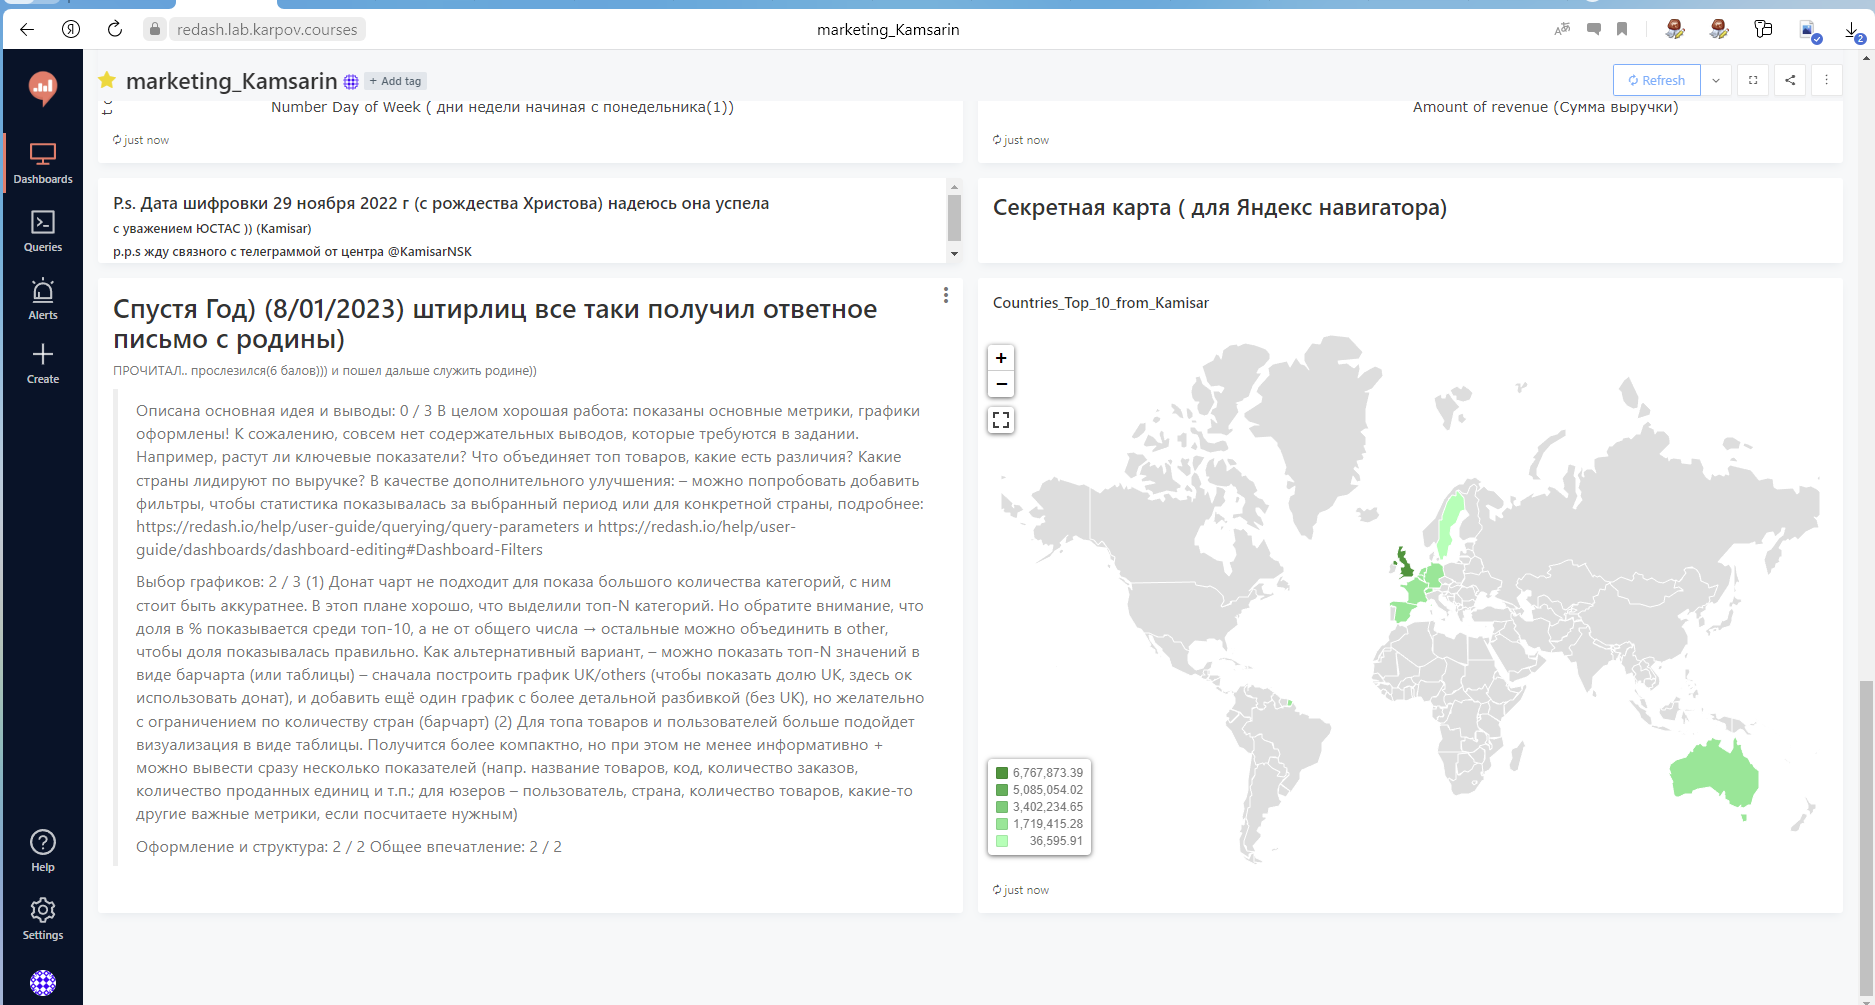 redash.lab.karpov.courses
marketing_Kamsarin
2
marketing_Kamsarin
+ Add tag
Refresh
Dashboards
Queries
Alerts
Create
Help
Settings
Number Day of Week ( дни недели начиная с понедельника(1))
just now
Amount of revenue (Сумма выручки)
just now
P.s. Дата шифровки 29 ноября 2022 г (с рождества Христова) надеюсь она успела
с уважением ЮСТАС )) (Kamisar)
p.p.s жду связного с телеграммой от центра @KamisarNSK
Секретная карта ( для Яндекс навигатора)
Спустя Год) (8/01/2023) штирлиц все таки получил ответное
письмо с родины)
ПРОЧИТАЛ.. прослезился(6 балов))) и пошел дальше служить родине))
Описана основная идея и выводы: 0 / 3 В целом хорошая работа: показаны основные метрики, графики
оформлены! К сожалению, совсем нет содержательных выводов, которые требуются в задании.
Например, растут ли ключевые показатели? Что объединяет топ товаров, какие есть различия? Какие
страны лидируют по выручке? В качестве дополнительного улучшения: – можно попробовать добавить
фильтры, чтобы статистика показывалась за выбранный период или для конкретной страны, подробнее:
https://redash.io/help/user-guide/querying/query-parameters и https://redash.io/help/user-
guide/dashboards/dashboard-editing#Dashboard-Filters
Выбор графиков: 2 / 3 (1) Донат чарт не подходит для показа большого количества категорий, с ним
стоит быть аккуратнее. В этоп плане хорошо, что выделили топ-N категорий. Но обратите внимание, что
доля в % показывается среди топ-10, а не от общего числа → остальные можно объединить в other,
чтобы доля показывалась правильно. Как альтернативный вариант, – можно показать топ-N значений в
виде барчарта (или таблицы) – сначала построить график UK/others (чтобы показать долю UK, здесь ок
использовать донат), и добавить ещё один график с более детальной разбивкой (без UK), но желательно
с ограничением по количеству стран (барчарт) (2) Для топа товаров и пользователей больше подойдет
визуализация в виде таблицы. Получится более компактно, но при этом не менее информативно +
можно вывести сразу несколько показателей (напр. название товаров, код, количество заказов,
количество проданных единиц и т.п.; для юзеров – пользователь, страна, количество товаров, какие-то
другие важные метрики, если посчитаете нужным)
Оформление и структура: 2 / 2 Общее впечатление: 2 / 2
Countries_Top_10_from_Kamisar
+
−
6,767,873.39
5,085,054.02
3,402,234.65
1,719,415.28
36,595.91
just now